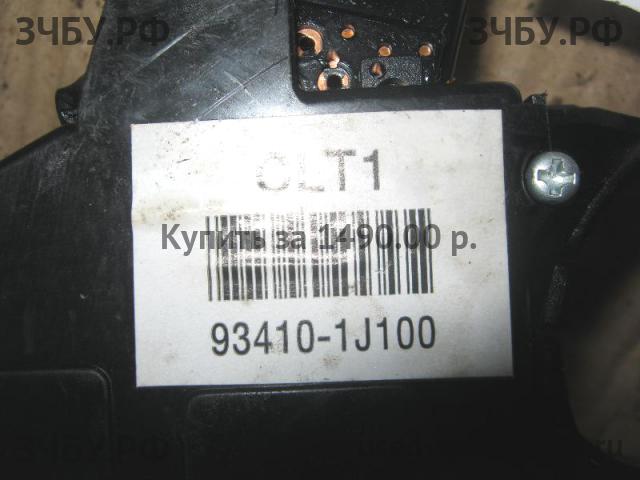 ЗЧБУ.РФ ЗЧБУ.РФ
CLT1
Купить за 1490.00 р.
93410-1J100
ЗЧБУ.РФ